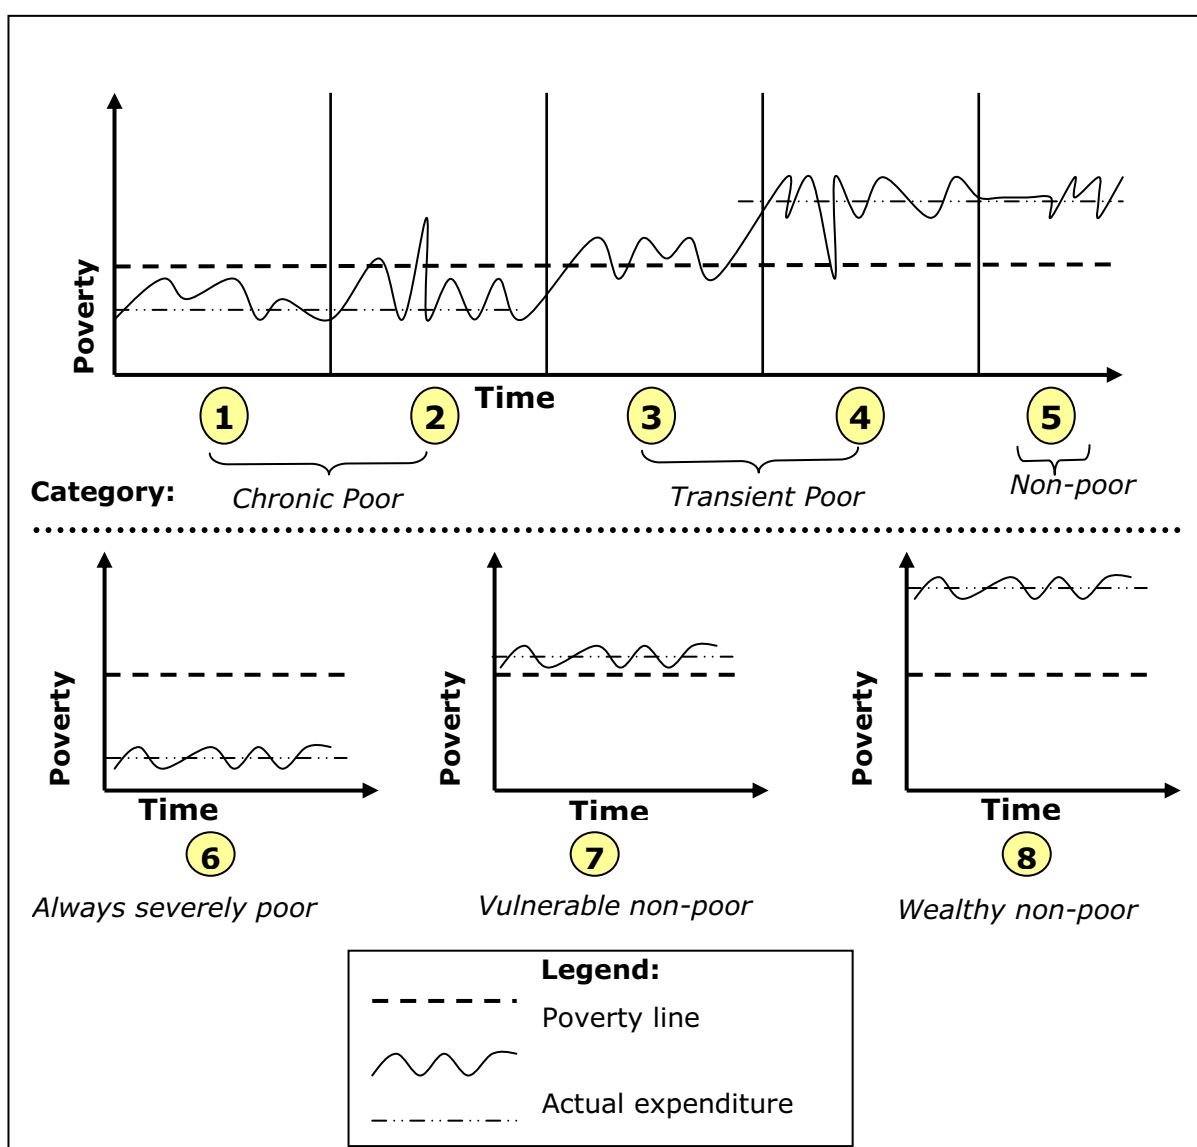 Poverty
Time
1
2
3
4
5
Category:
Chronic Poor
Transient Poor
Non-poor
Poverty
Poverty
Poverty
Time
Time
Time
6
7
8
Always severely poor
Vulnerable non-poor
Wealthy non-poor
Legend:
Poverty line
Actual expenditure